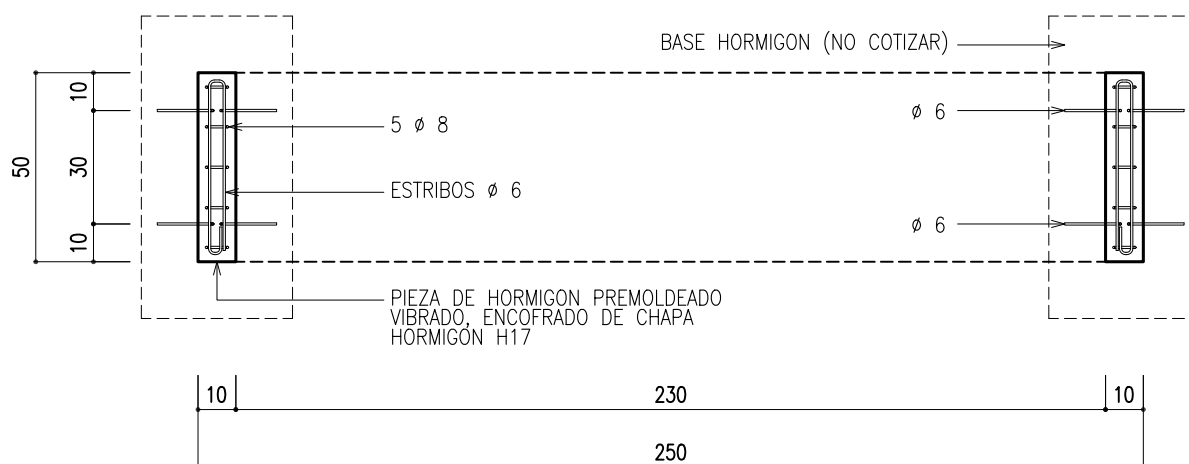 BASE HORMIGON (NO COTIZAR)
10
5 ø 8
ø 6
50
30
ESTRIBOS ø 6
ø 6
10
PIEZA DE HORMIGON PREMOLDEADO
VIBRADO, ENCOFRADO DE CHAPA
HORMIGON H17
10
230
10
250